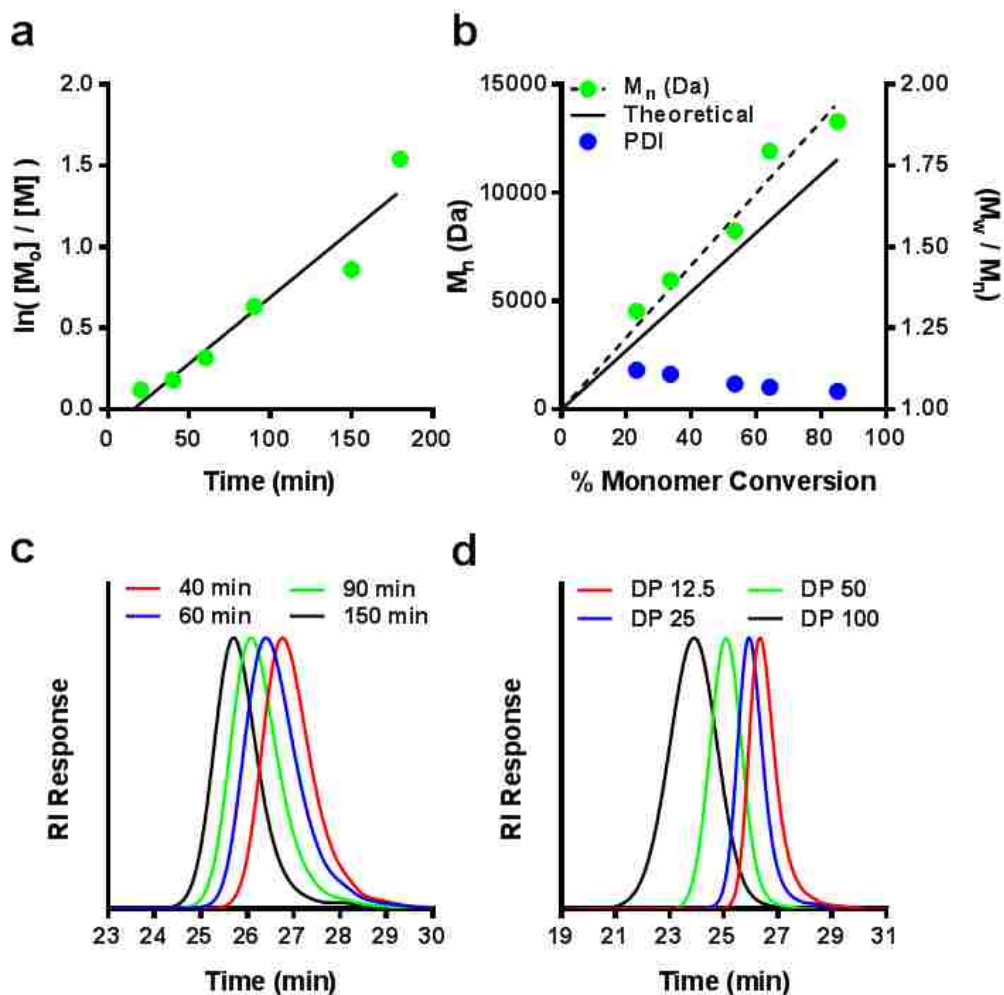 a
2.0
1.5
1.0
0.5
0.0
0 50 100 150 200
ln( [M₀] / [M] )
Time (min)
b
15000
10000
5000
0
Mₙ (Da)
Theoretical
PDI
2.00
1.75
1.50
1.25
1.00
0 20 40 60 80 100
Mₙ (Da)
(M_w / Mₙ)
% Monomer Conversion
c
40 min 90 min
60 min 150 min
RI Response
23 24 25 26 27 28 29 30
Time (min)
d
DP 12.5 DP 50
DP 25 DP 100
RI Response
19 21 23 25 27 29 31
Time (min)